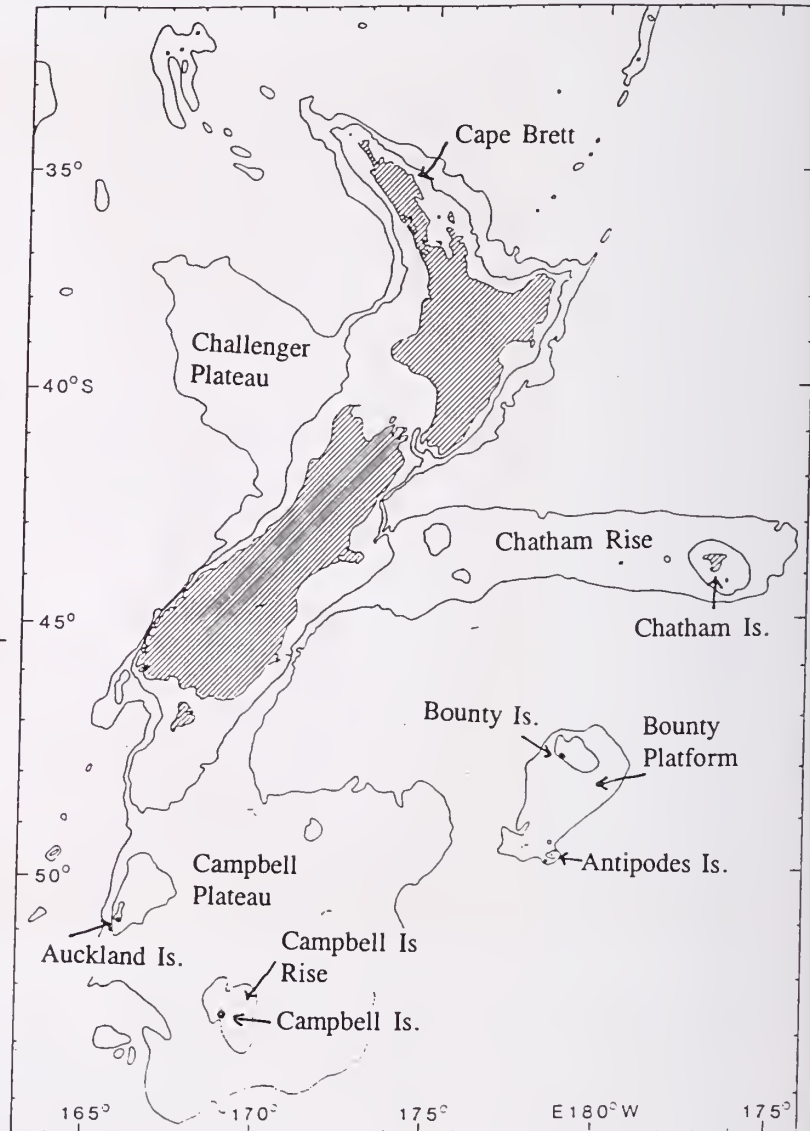 Cape Brett
35°
Challenger
Plateau
40°S
Chatham Rise
45°
Chatham Is.
Bounty Is.
Bounty
Platform
50°
Campbell
Plateau
Antipodes Is.
Auckland Is.
Campbell Is
Rise
Campbell Is.
165° 170° 175° E180°W 175°